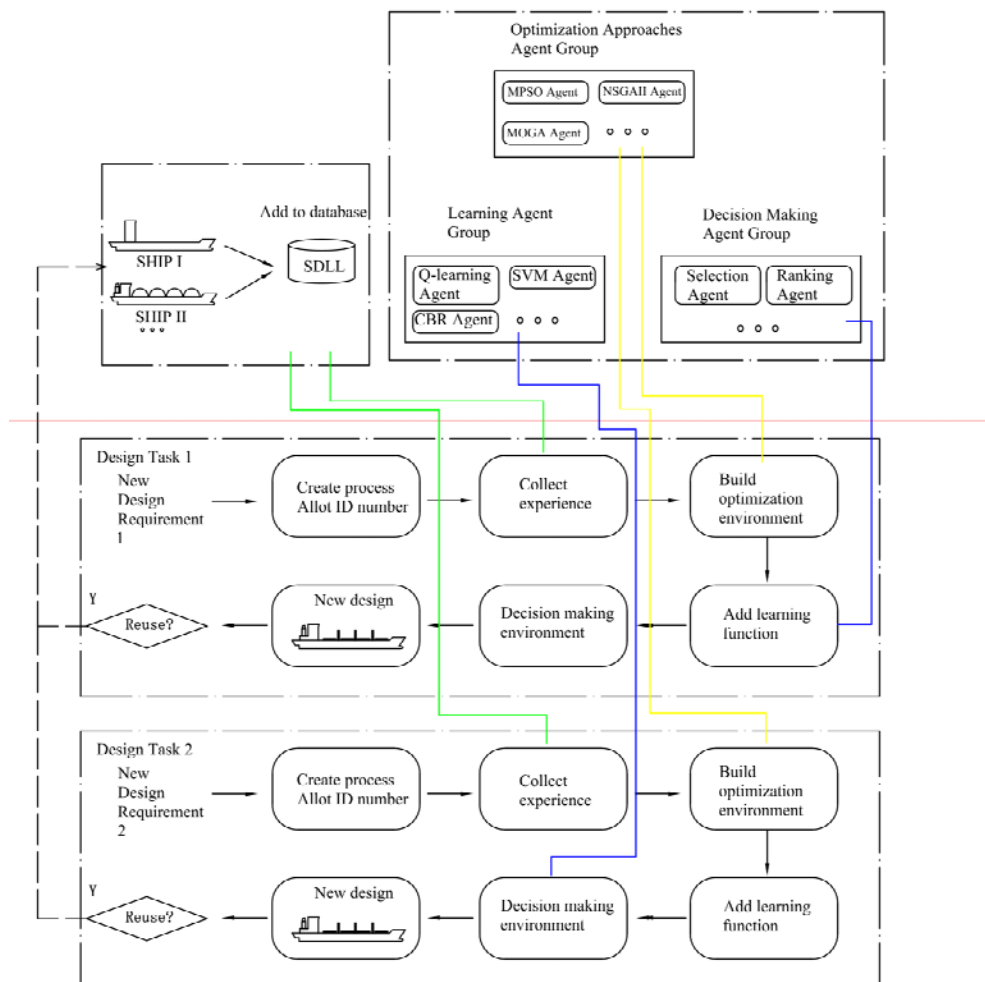 Optimization Approaches
Agent Group
MPSO Agent
NSGAII Agent
MOGA Agent
Add to database
SHIP I
SDLL
SHIP II
Learning Agent
Group
Q-learning
Agent
SVM Agent
CBR Agent
Decision Making
Agent Group
Selection
Agent
Ranking
Agent
Design Task 1
New
Design
Requirement
1
Create process
Allot ID number
Collect
experience
Build
optimization
environment
Y
Reuse?
New design
Decision making
environment
Add learning
function
Design Task 2
New
Design
Requirement
2
Create process
Allot ID number
Collect
experience
Build
optimization
environment
Y
Reuse?
New design
Decision making
environment
Add learning
function